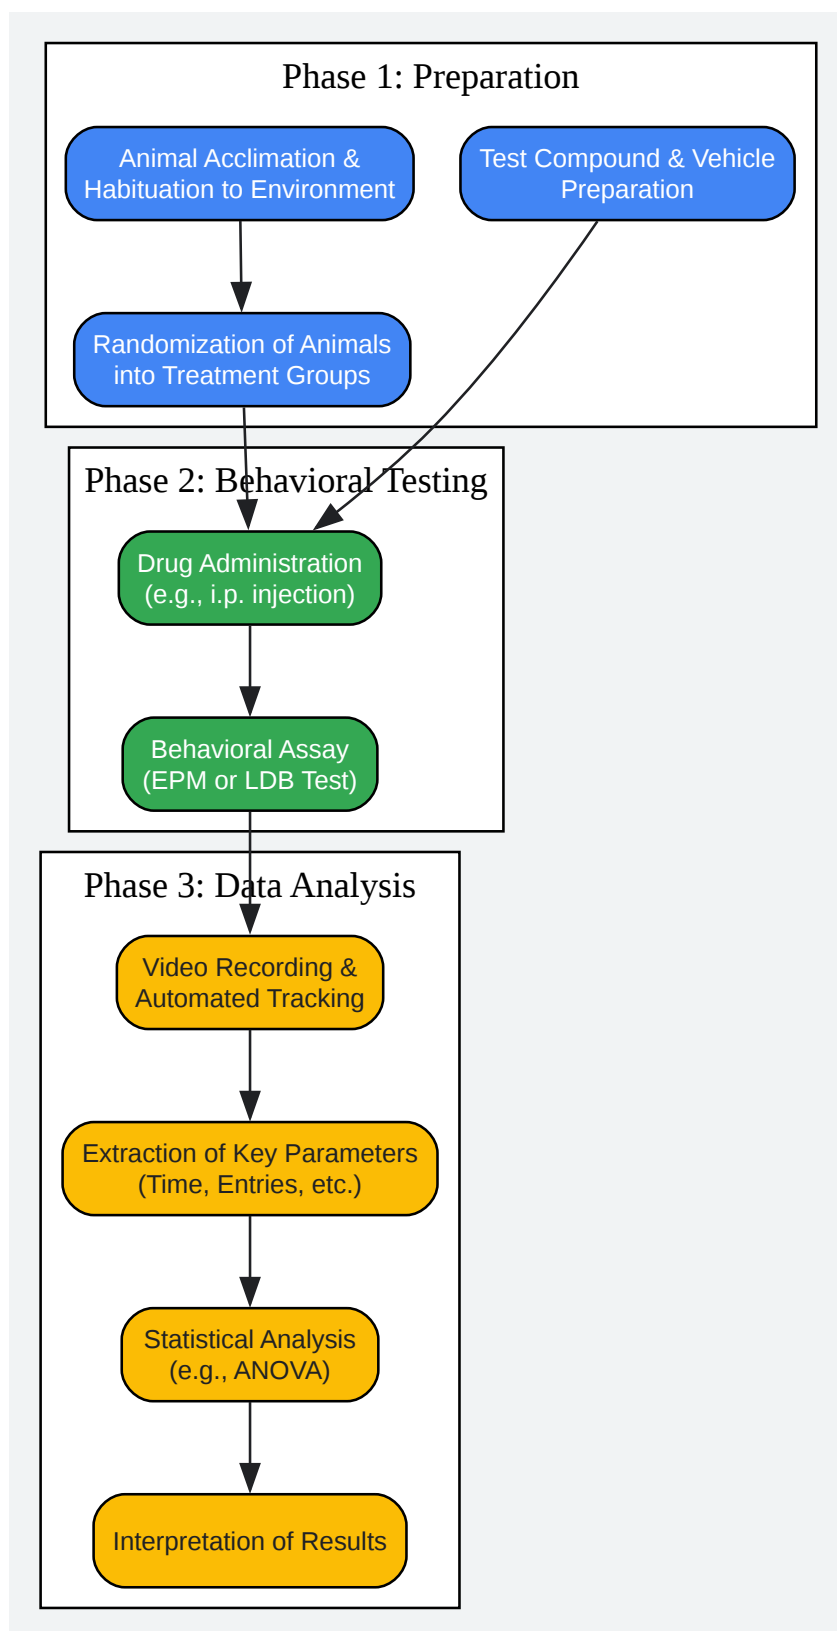 Phase 1: Preparation
Animal Acclimation &
Habituation to Environment
Test Compound & Vehicle
Preparation
Randomization of Animals
into Treatment Groups
Phase 2: Behavioral Testing
Drug Administration
(e.g., i.p. injection)
Behavioral Assay
(EPM or LDB Test)
Phase 3: Data Analysis
Video Recording &
Automated Tracking
Extraction of Key Parameters
(Time, Entries, etc.)
Statistical Analysis
(e.g., ANOVA)
Interpretation of Results